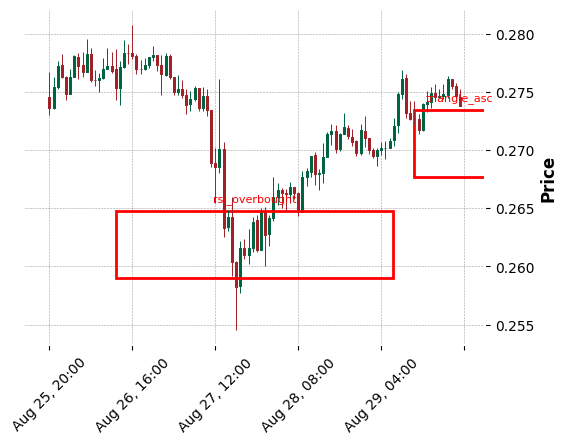 0.280
0.275
0.270
0.265
0.260
0.255
Price
triangle_asc
rsi_overbought
Aug 25, 20:00
Aug 26, 16:00
Aug 27, 12:00
Aug 28, 08:00
Aug 29, 04:00